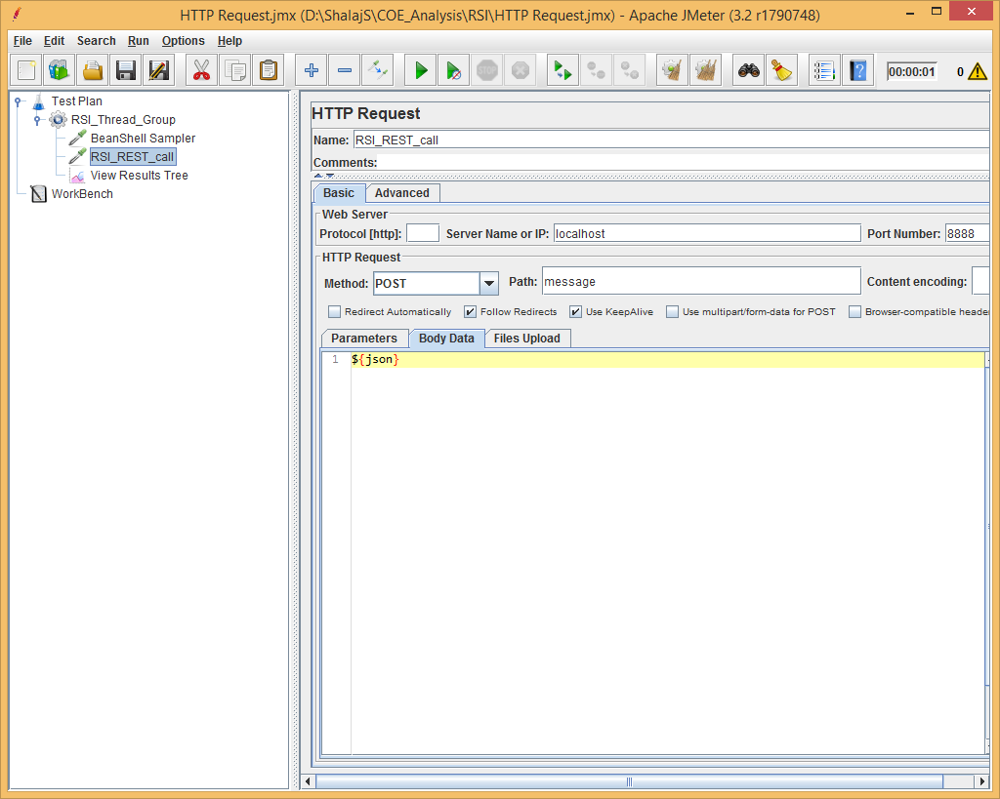 HTTP Request.jmx (D:\ShalajS\COE_Analysis\RSI\HTTP Request.jmx) - Apache JMeter (3.2 r1790748)
File Edit Search Run Options Help
STOP
00:00:01 0
Test Plan
RSI_Thread_Group
BeanShell Sampler
RSI_REST_call
View Results Tree
WorkBench
HTTP Request
Name: RSI_REST_call
Comments:
Basic Advanced
Web Server
Protocol [http]: Server Name or IP: localhost Port Number: 8888
HTTP Request
Method: POST Path: message Content encoding:
Redirect Automatically Follow Redirects Use KeepAlive Use multipart/form-data for POST Browser-compatible heade
Parameters Body Data Files Upload
1 ${json}